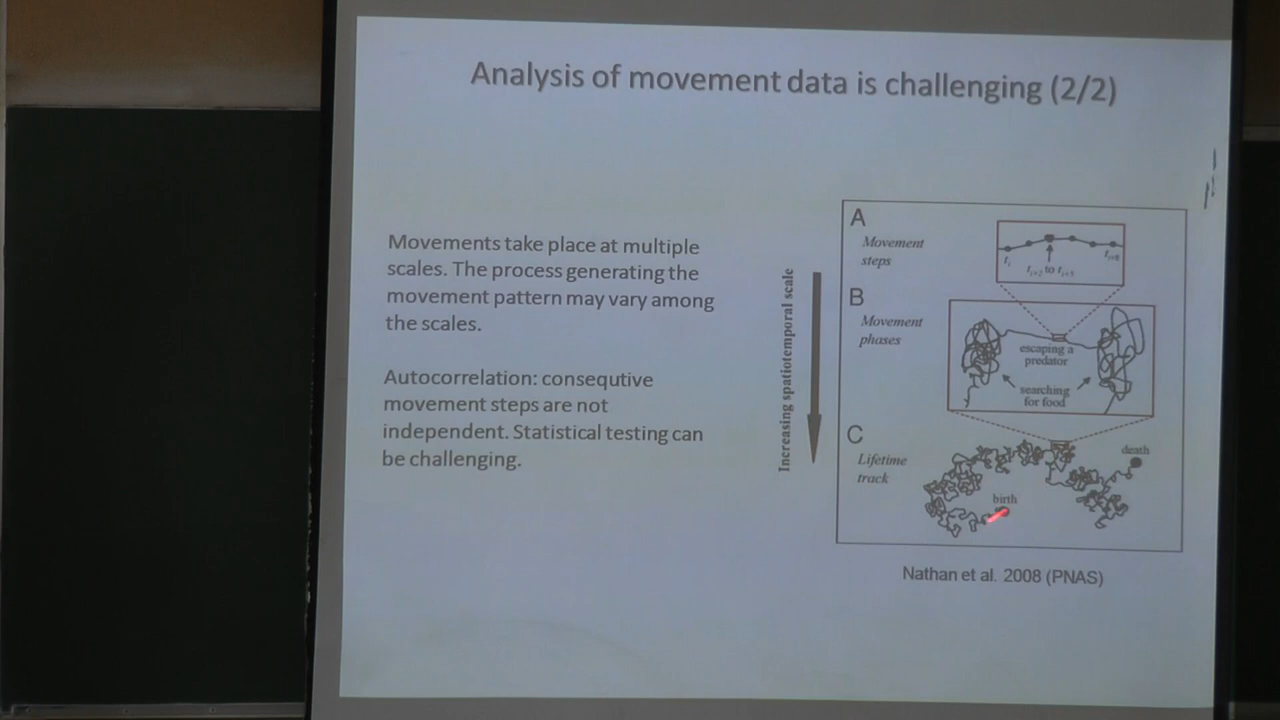 Analysis of movement data is challenging (2/2)
Movements take place at multiple
scales. The process generating the
movement pattern may vary among
the scales.
Autocorrelation: consequtive
movement steps are not
independent. Statistical testing can
be challenging.
Increasing spatiotemporal scale
A
Movement
steps
B
Movement
phases
escaping a
predator
searching
for food
C
Lifetime
track
birth
death
Nathan et al. 2008 (PNAS)